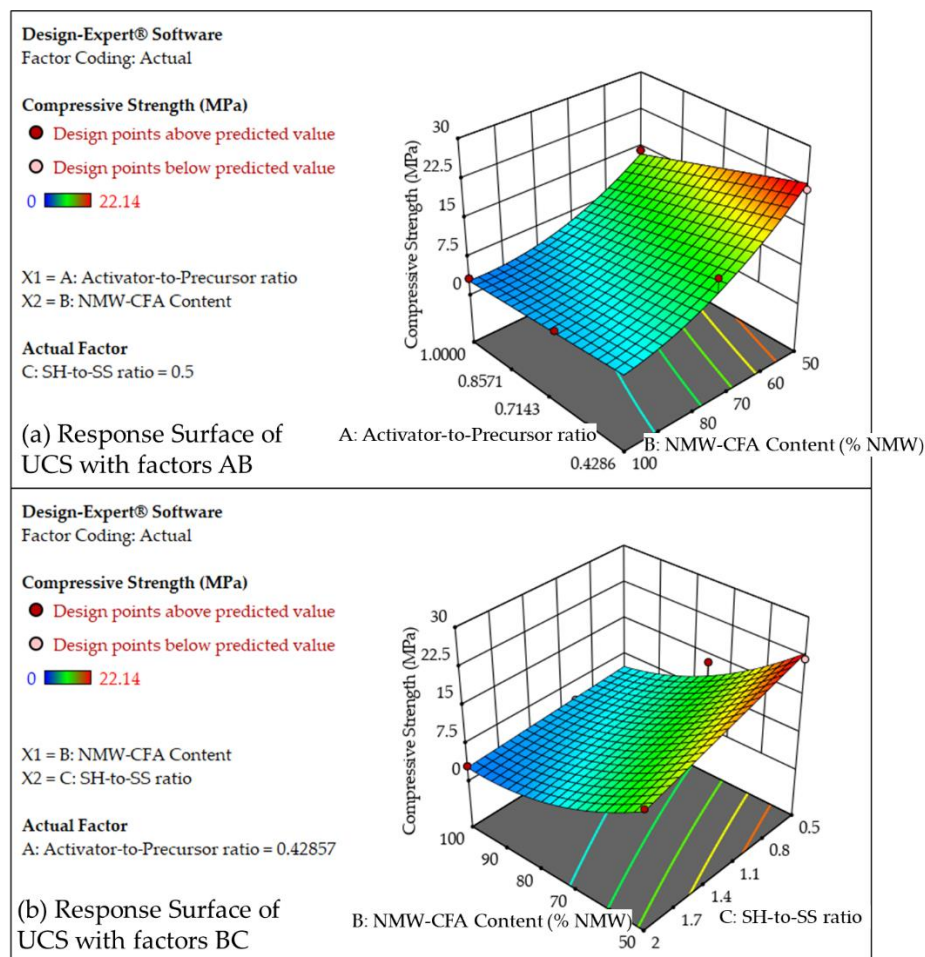 Design-Expert® Software
Factor Coding: Actual
Compressive Strength (MPa)
Design points above predicted value
Design points below predicted value
0 22.14
X1 = A: Activator-to-Precursor ratio
X2 = B: NMW-CFA Content
Actual Factor
C: SH-to-SS ratio = 0.5
(a) Response Surface of
UCS with factors AB
Compressive Strength (MPa)
30
22.5
15
7.5
0
1.0000
0.8571
0.7143
0.4286
A: Activator-to-Precursor ratio
100
80
70
60
50
B: NMW-CFA Content (% NMW)
Design-Expert® Software
Factor Coding: Actual
Compressive Strength (MPa)
Design points above predicted value
Design points below predicted value
0 22.14
X1 = B: NMW-CFA Content
X2 = C: SH-to-SS ratio
Actual Factor
A: Activator-to-Precursor ratio = 0.42857
(b) Response Surface of
UCS with factors BC
Compressive Strength (MPa)
30
22.5
15
7.5
0
100
90
80
70
50
B: NMW-CFA Content (% NMW)
2
1.7
1.4
1.1
0.8
0.5
C: SH-to-SS ratio